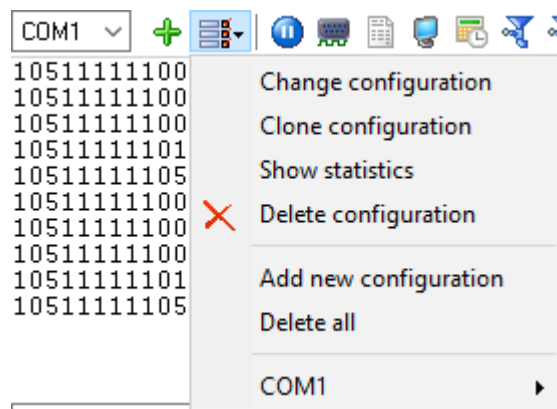 COM1
10511111100
10511111100
10511111100
10511111101
10511111105
10511111100
10511111100
10511111100
10511111101
10511111105
Change configuration
Clone configuration
Show statistics
Delete configuration
Add new configuration
Delete all
COM1